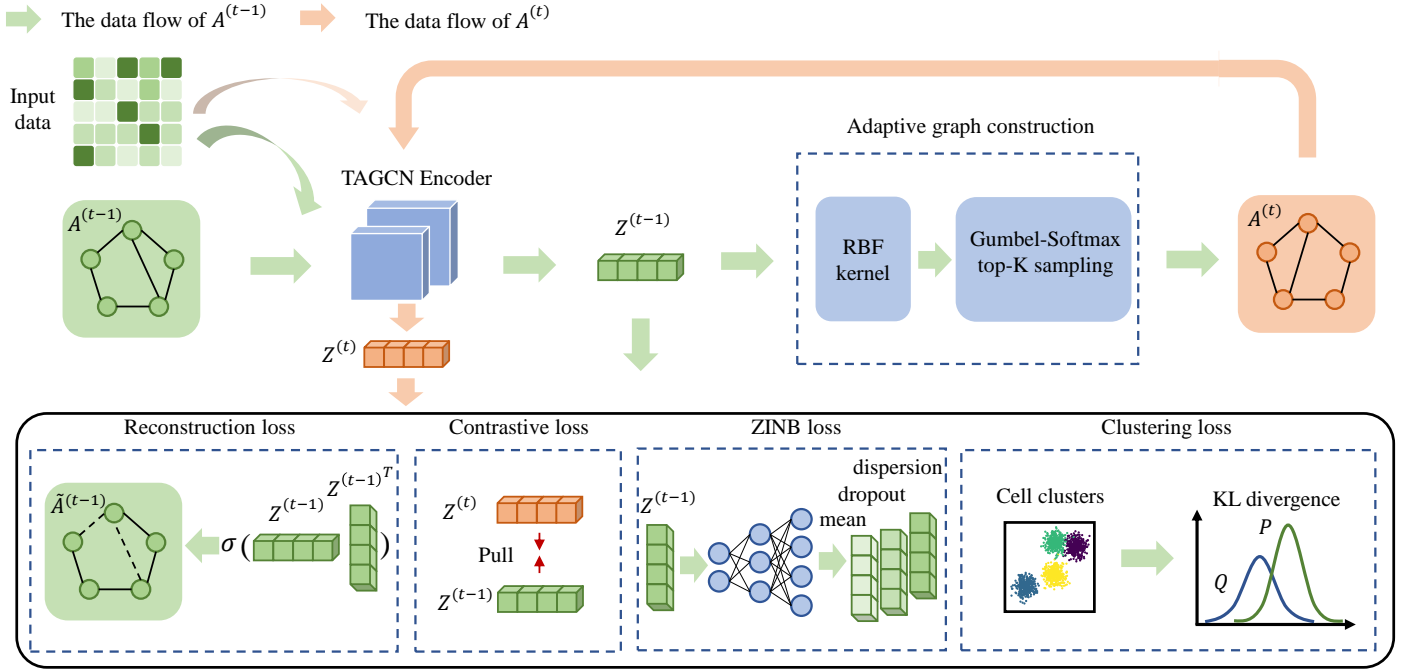 The data flow of A^(t−1)
The data flow of A^(t)
Input
data
Adaptive graph construction
TAGCN Encoder
A^(t−1)
Z^(t−1)
RBF
kernel
Gumbel-Softmax
top-K sampling
A^(t)
Z^(t)
Reconstruction loss
Contrastive loss
ZINB loss
Clustering loss
Ã^(t−1)
σ(
Z^(t−1)
Z^(t−1)^T
)
Z^(t)
Pull
Z^(t−1)
Z^(t−1)
dispersion
dropout
mean
Cell clusters
KL divergence
P
Q